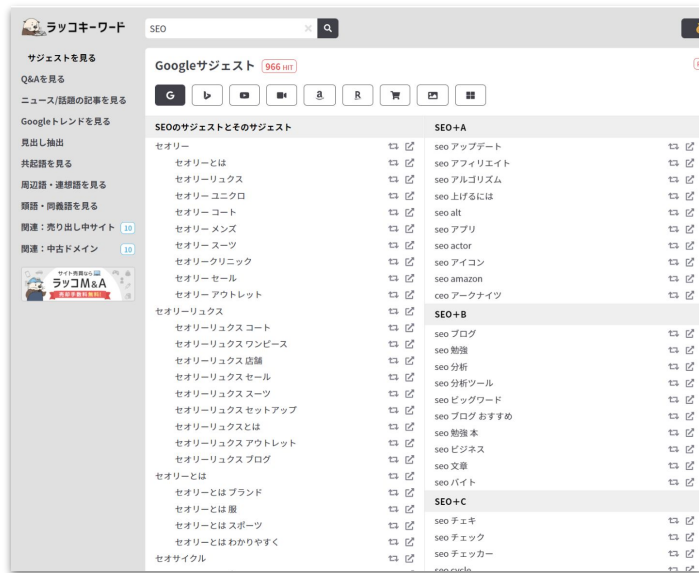 ラッコキーワード
SEO
サジェストを見る
Q&Aを見る
ニュース/話題の記事を見る
Googleトレンドを見る
見出し抽出
共起語を見る
周辺語・連想語を見る
類語・同義語を見る
関連：売り出し中サイト 10
関連：中古ドメイン 10
サイト売買なら
ラッコM&A
売却手数料無料!
Googleサジェスト 966 HIT
SEOのサジェストとそのサジェスト
セオリー
セオリーとは
セオリーリュクス
セオリー ユニクロ
セオリー コート
セオリー メンズ
セオリー スーツ
セオリークリニック
セオリー セール
セオリー アウトレット
セオリーリュクス
セオリーリュクス コート
セオリーリュクス ワンピース
セオリーリュクス 店舗
セオリーリュクス セール
セオリーリュクス スーツ
セオリーリュクス セットアップ
セオリーリュクスとは
セオリーリュクス アウトレット
セオリーリュクス ブログ
セオリーとは
セオリーとは ブランド
セオリーとは 服
セオリーとは スポーツ
セオリーとは わかりやすく
セオサイクル
SEO+A
seo アップデート
seo アフィリエイト
seo アルゴリズム
seo 上げるには
seo alt
seo アプリ
seo actor
seo アイコン
seo amazon
ceo アークナイツ
SEO+B
seo ブログ
seo 勉強
seo 分析
seo 分析ツール
seo ビッグワード
seo ブログ おすすめ
seo 勉強 本
seo ビジネス
seo 文章
seo バイト
SEO+C
seo チェキ
seo チェック
seo チェッカー
seo cycle